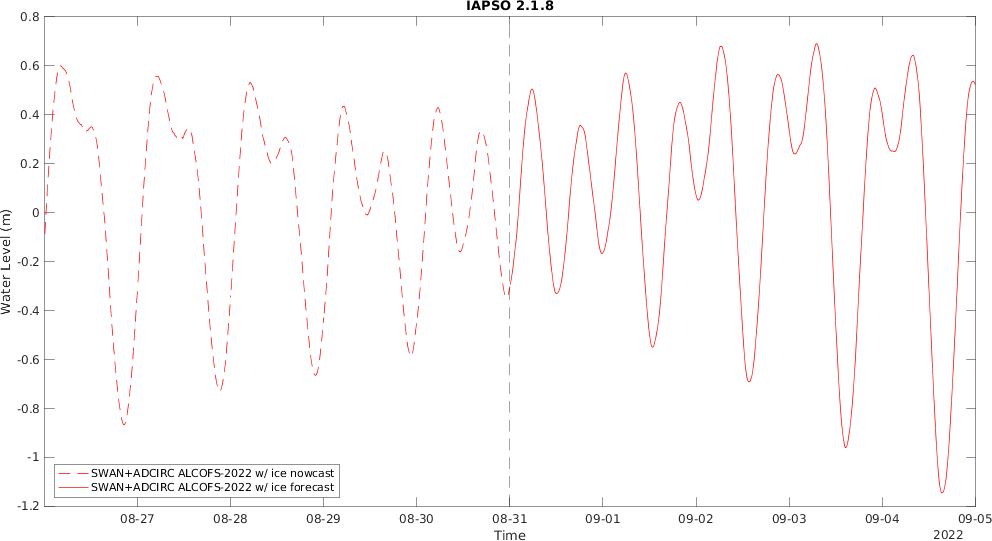 IAPSO 2.1.8
0.8
0.6
0.4
0.2
0
-0.2
-0.4
-0.6
-0.8
-1
-1.2
Water Level (m)
SWAN+ADCIRC ALCOFS-2022 w/ ice nowcast
SWAN+ADCIRC ALCOFS-2022 w/ ice forecast
08-27 08-28 08-29 08-30 08-31 09-01 09-02 09-03 09-04 09-05
Time
2022